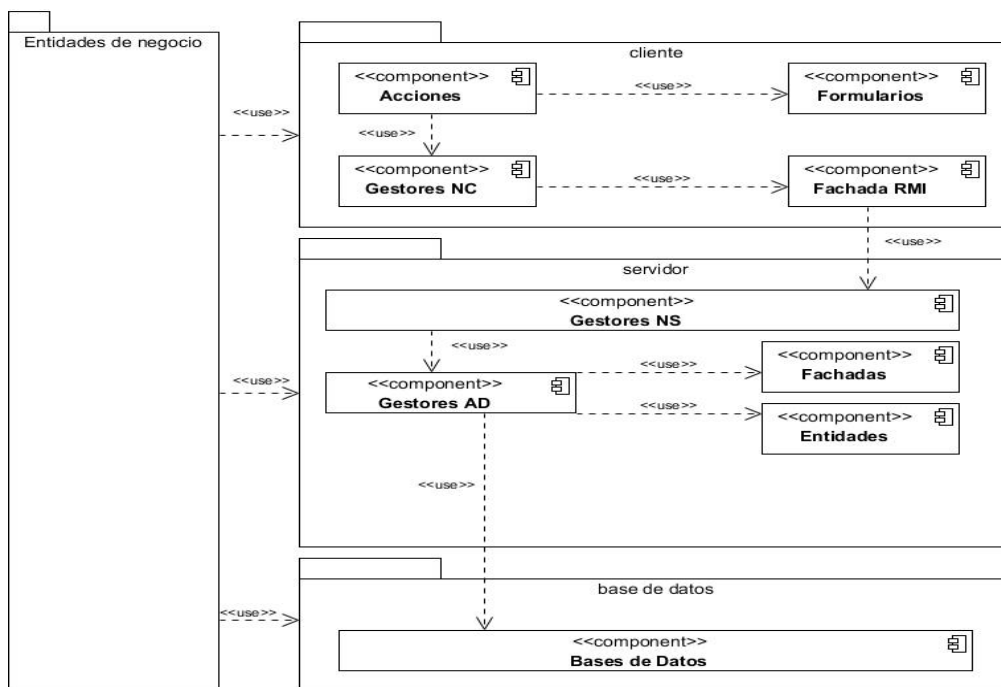 Entidades de negocio
cliente
<<component>>
Acciones
<<use>>
<<component>>
Formularios
<<use>>
<<use>>
<<component>>
Gestores NC
<<use>>
<<component>>
Fachada RMI
<<use>>
servidor
<<component>>
Gestores NS
<<use>>
<<component>>
Fachadas
<<use>>
<<use>>
<<component>>
Gestores AD
<<use>>
<<component>>
Entidades
<<use>>
base de datos
<<use>>
<<component>>
Bases de Datos